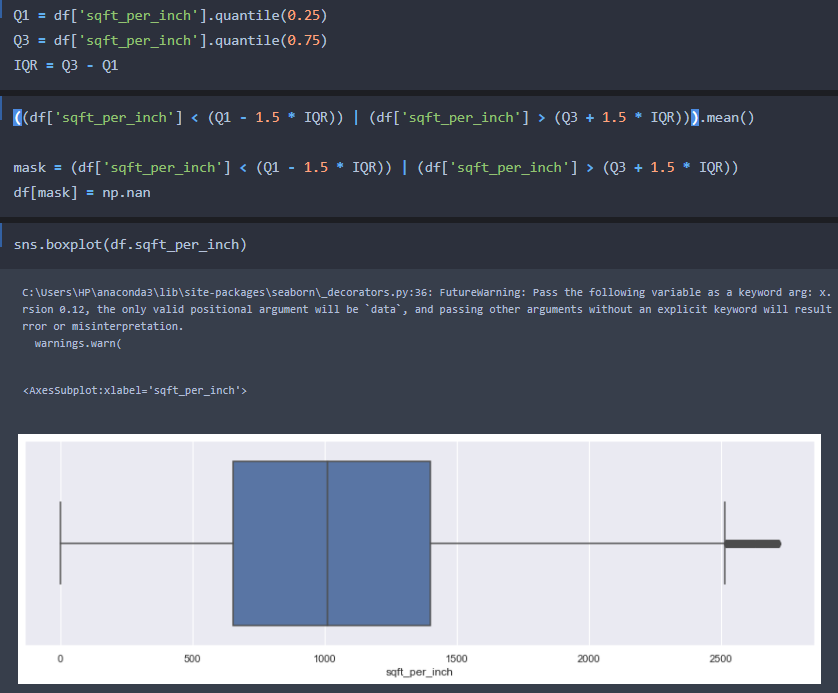 Q1 = df['sqft_per_inch'].quantile(0.25)
Q3 = df['sqft_per_inch'].quantile(0.75)
IQR = Q3 - Q1
((df['sqft_per_inch'] < (Q1 - 1.5 * IQR)) | (df['sqft_per_inch'] > (Q3 + 1.5 * IQR))).mean()
mask = (df['sqft_per_inch'] < (Q1 - 1.5 * IQR)) | (df['sqft_per_inch'] > (Q3 + 1.5 * IQR))
df[mask] = np.nan
sns.boxplot(df.sqft_per_inch)
C:\Users\HP\anaconda3\lib\site-packages\seaborn\_decorators.py:36: FutureWarning: Pass the following variable as a keyword arg: x.
rsion 0.12, the only valid positional argument will be `data`, and passing other arguments without an explicit keyword will result
rror or misinterpretation.
warnings.warn(
<AxesSubplot:xlabel='sqft_per_inch'>
0 500 1000 1500 2000 2500
sqft_per_inch